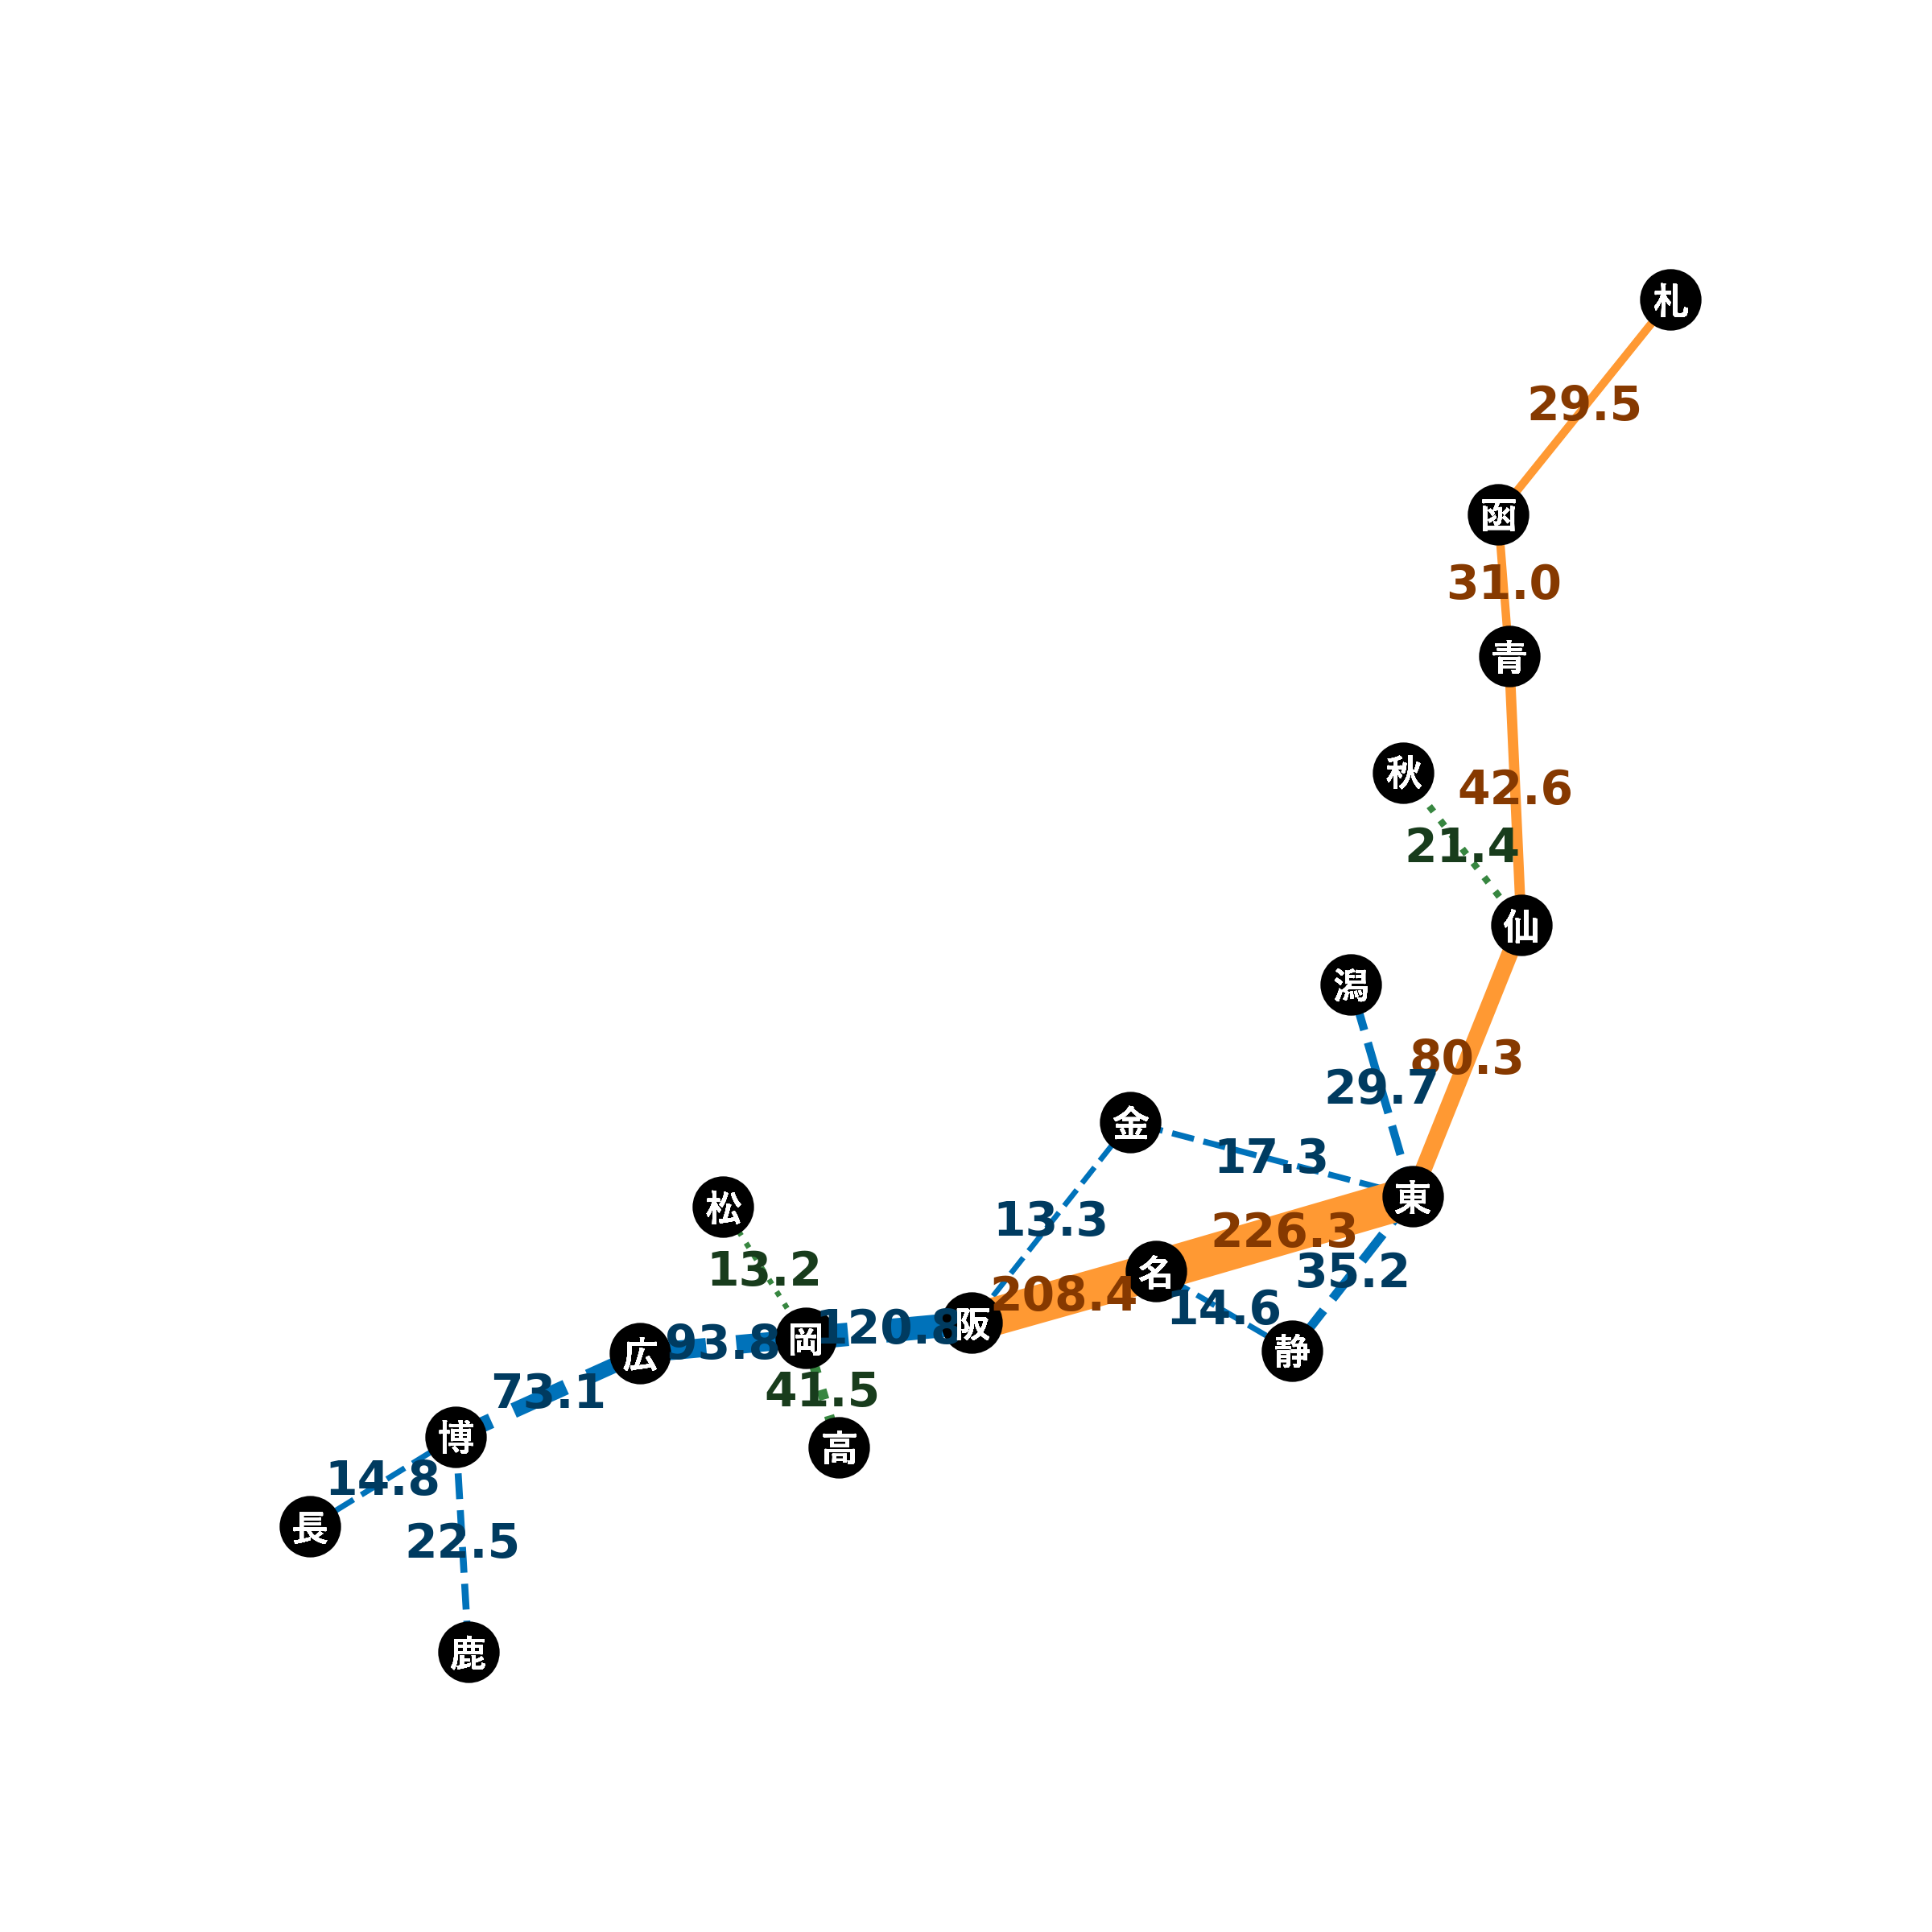 札
29.5
函
31.0
青
秋
42.6
21.4
仙
潟
80.3
29.7
金
17.3
東
松
13.3
226.3
13.2
名
35.2
208.4
14.6
120.8
阪
岡
93.8
広
静
73.1
41.5
博
高
14.8
長
22.5
鹿